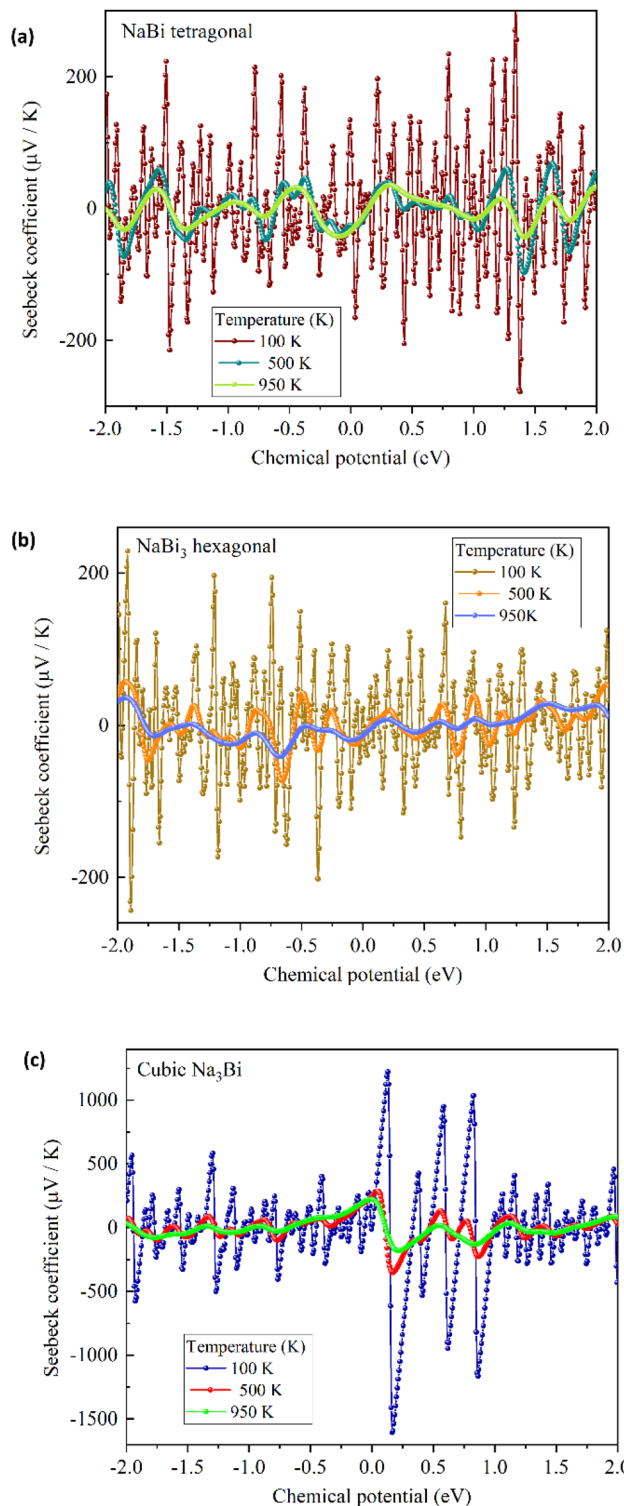 (a)
NaBi tetragonal
200
0
-200
Seebeck coefficient (µV / K)
Temperature (K)
100 K
500 K
950 K
-2.0 -1.5 -1.0 -0.5 0.0 0.5 1.0 1.5 2.0
Chemical potential (eV)
(b)
NaBi₃ hexagonal
200
0
-200
Seebeck coefficient (µV / K)
Temperature (K)
100 K
500 K
950K
-2.0 -1.5 -1.0 -0.5 0.0 0.5 1.0 1.5 2.0
Chemical potential (eV)
(c)
Cubic Na₃Bi
1000
500
0
-500
-1000
-1500
Seebeck coefficient (µV / K)
Temperature (K)
100 K
500 K
950 K
-2.0 -1.5 -1.0 -0.5 0.0 0.5 1.0 1.5 2.0
Chemical potential (eV)